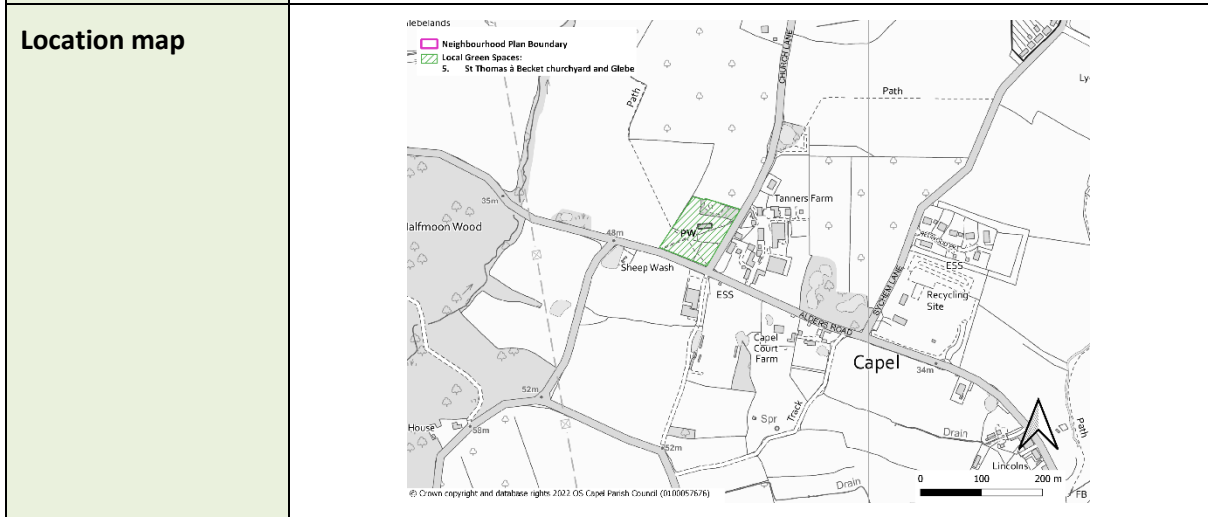 Location map
lebelands
Neighbourhood Plan Boundary
Local Green Spaces:
5. St Thomas à Becket churchyard and Glebe
CHURCH LANE
Path
Path
Ly
35m
Halfmoon Wood
48m
PW
Tanners Farm
Sheep Wash
ESS
ESS
SYCHEM LANE
Recycling
Site
ALDERS ROAD
Capel
Court
Farm
Capel
34m
52m
House
58m
52m
Spr
Track
Drain
Path
Lincolns
Drain
FB
0 100 200 m
© Crown copyright and database rights 2022 OS Capel Parish Council (0100057676)